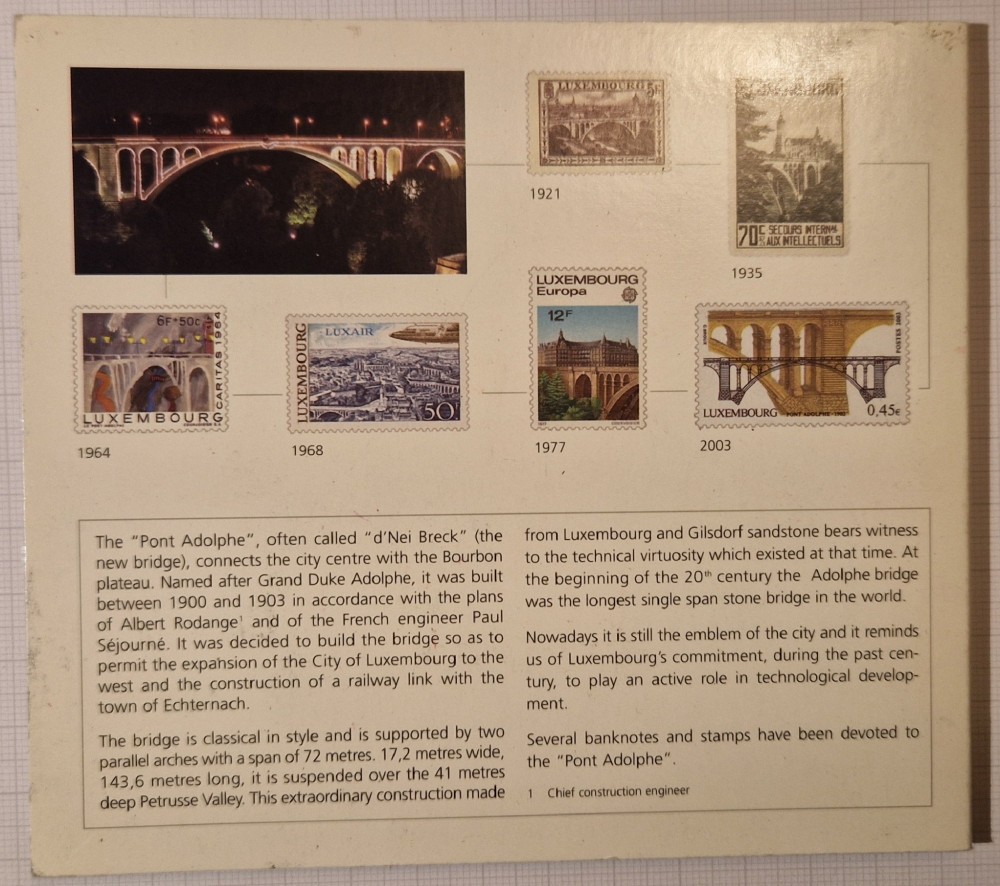 LUXEMBOURG 5F
1921
70c SECOURS INTERN.
AUX INTELLECTUELS
1935
6F+50c
CARITAS 1964
LUXEMBOURG
1964
LUXAIR
LUXEMBOURG
50F
1968
LUXEMBOURG
Europa
12F
1977
POSTES 2003
LUXEMBOURG PONT ADOLPHE - 1903 0,45€
2003
The “Pont Adolphe”, often called “d’Nei Breck” (the
new bridge), connects the city centre with the Bourbon
plateau. Named after Grand Duke Adolphe, it was built
between 1900 and 1903 in accordance with the plans
of Albert Rodange¹ and of the French engineer Paul
Séjourné. It was decided to build the bridge so as to
permit the expansion of the City of Luxembourg to the
west and the construction of a railway link with the
town of Echternach.
The bridge is classical in style and is supported by two
parallel arches with a span of 72 metres. 17,2 metres wide,
143,6 metres long, it is suspended over the 41 metres
deep Petrusse Valley. This extraordinary construction made
from Luxembourg and Gilsdorf sandstone bears witness
to the technical virtuosity which existed at that time. At
the beginning of the 20th century the Adolphe bridge
was the longest single span stone bridge in the world.
Nowadays it is still the emblem of the city and it reminds
us of Luxembourg’s commitment, during the past cen-
tury, to play an active role in technological develop-
ment.
Several banknotes and stamps have been devoted to
the “Pont Adolphe”.
1 Chief construction engineer